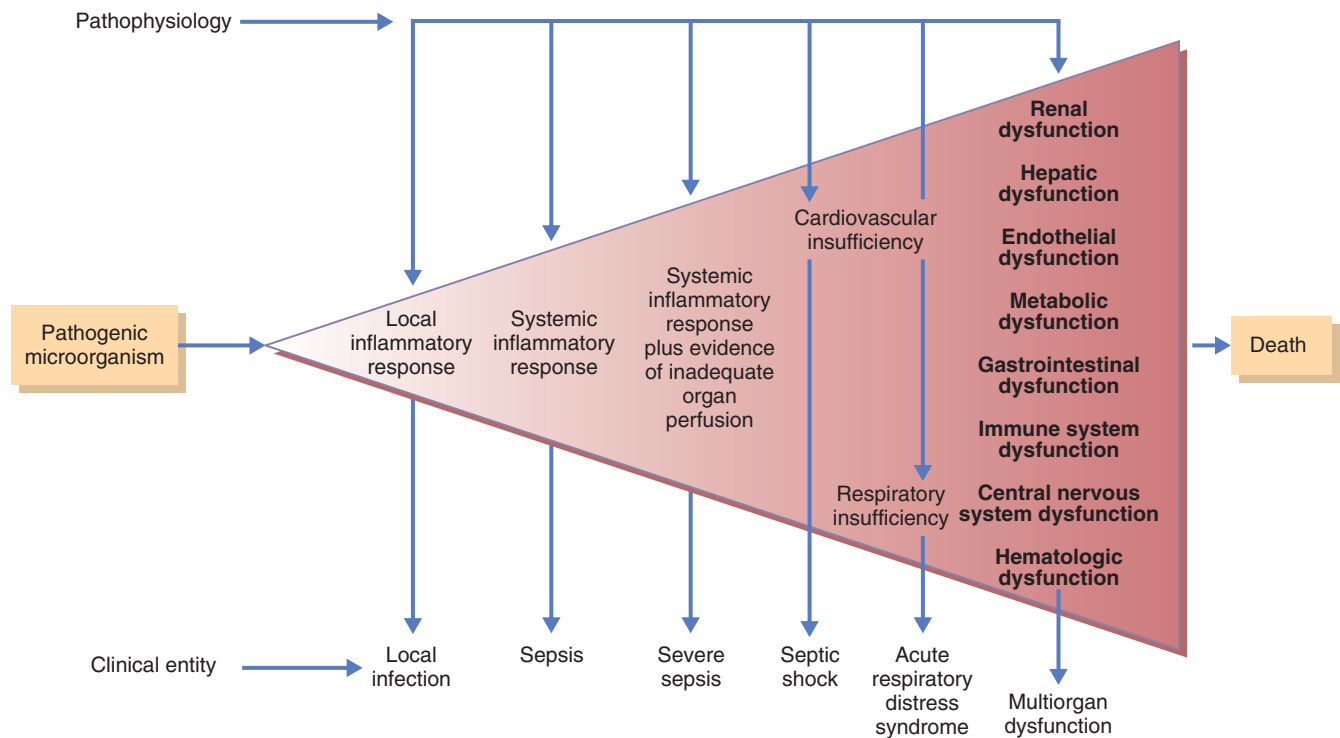 Pathophysiology
Pathogenic
microorganism
Local
inflammatory
response
Systemic
inflammatory
response
Systemic
inflammatory
response
plus evidence
of inadequate
organ
perfusion
Cardiovascular
insufficiency
Respiratory
insufficiency
Renal
dysfunction
Hepatic
dysfunction
Endothelial
dysfunction
Metabolic
dysfunction
Gastrointestinal
dysfunction
Immune system
dysfunction
Central nervous
system dysfunction
Hematologic
dysfunction
Death
Clinical entity
Local
infection
Sepsis
Severe
sepsis
Septic
shock
Acute
respiratory
distress
syndrome
Multiorgan
dysfunction